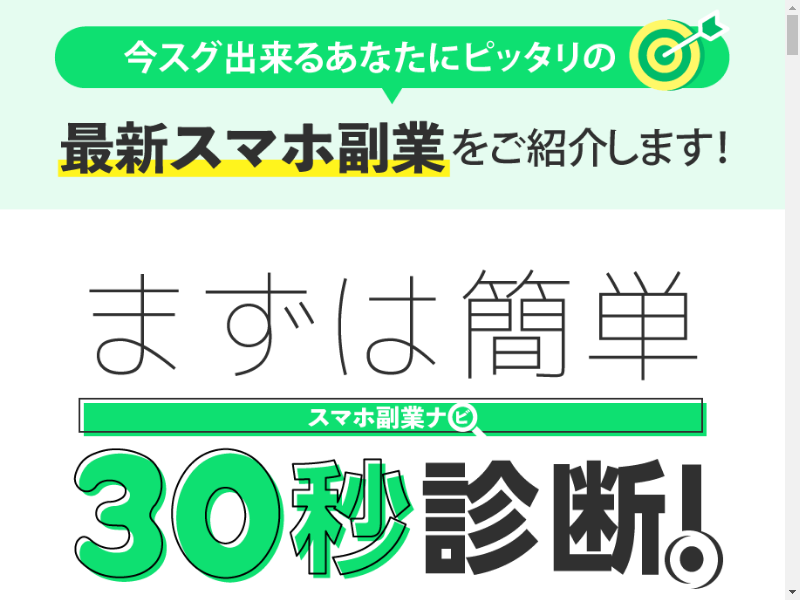 今スグ出来るあなたにピッタリの
最新スマホ副業をご紹介します!
まずは簡単
スマホ副業ナビ
30秒診断!